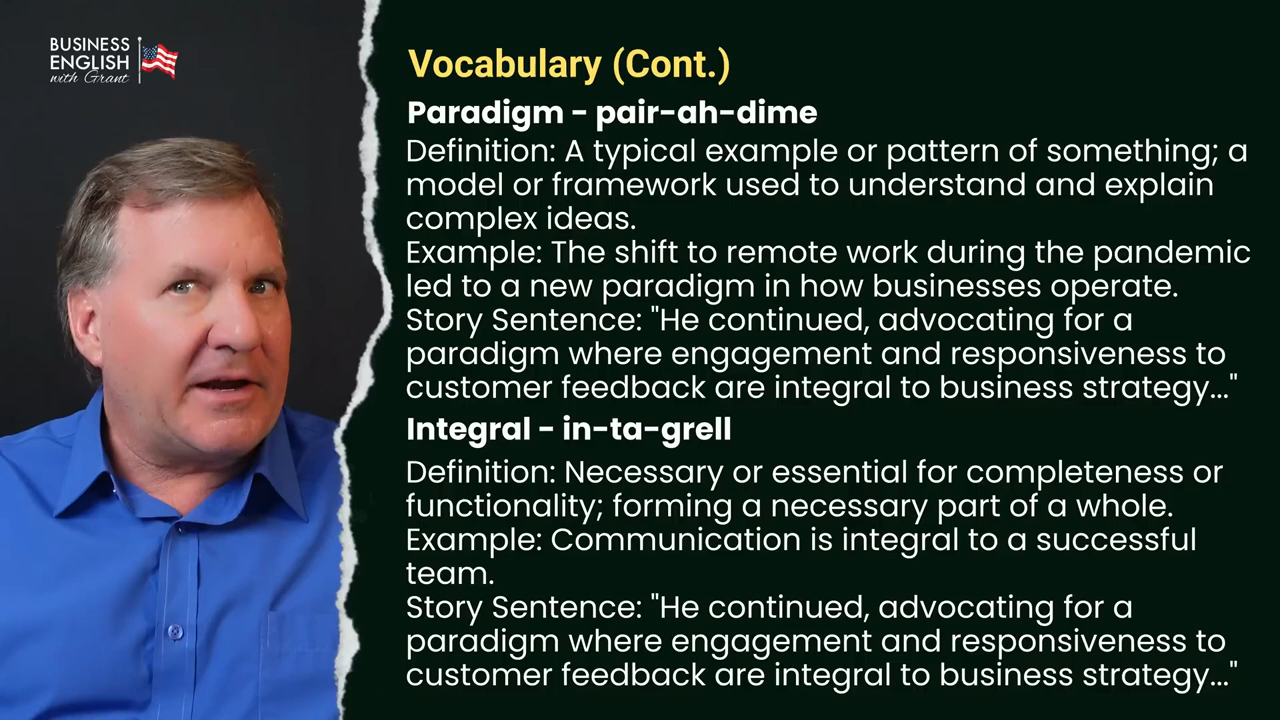 BUSINESS
ENGLISH
with Grant
Vocabulary (Cont.)
Paradigm - pair-ah-dime
Definition: A typical example or pattern of something; a
model or framework used to understand and explain
complex ideas.
Example: The shift to remote work during the pandemic
led to a new paradigm in how businesses operate.
Story Sentence: "He continued, advocating for a
paradigm where engagement and responsiveness to
customer feedback are integral to business strategy..."
Integral - in-ta-grell
Definition: Necessary or essential for completeness or
functionality; forming a necessary part of a whole.
Example: Communication is integral to a successful
team.
Story Sentence: "He continued, advocating for a
paradigm where engagement and responsiveness to
customer feedback are integral to business strategy..."